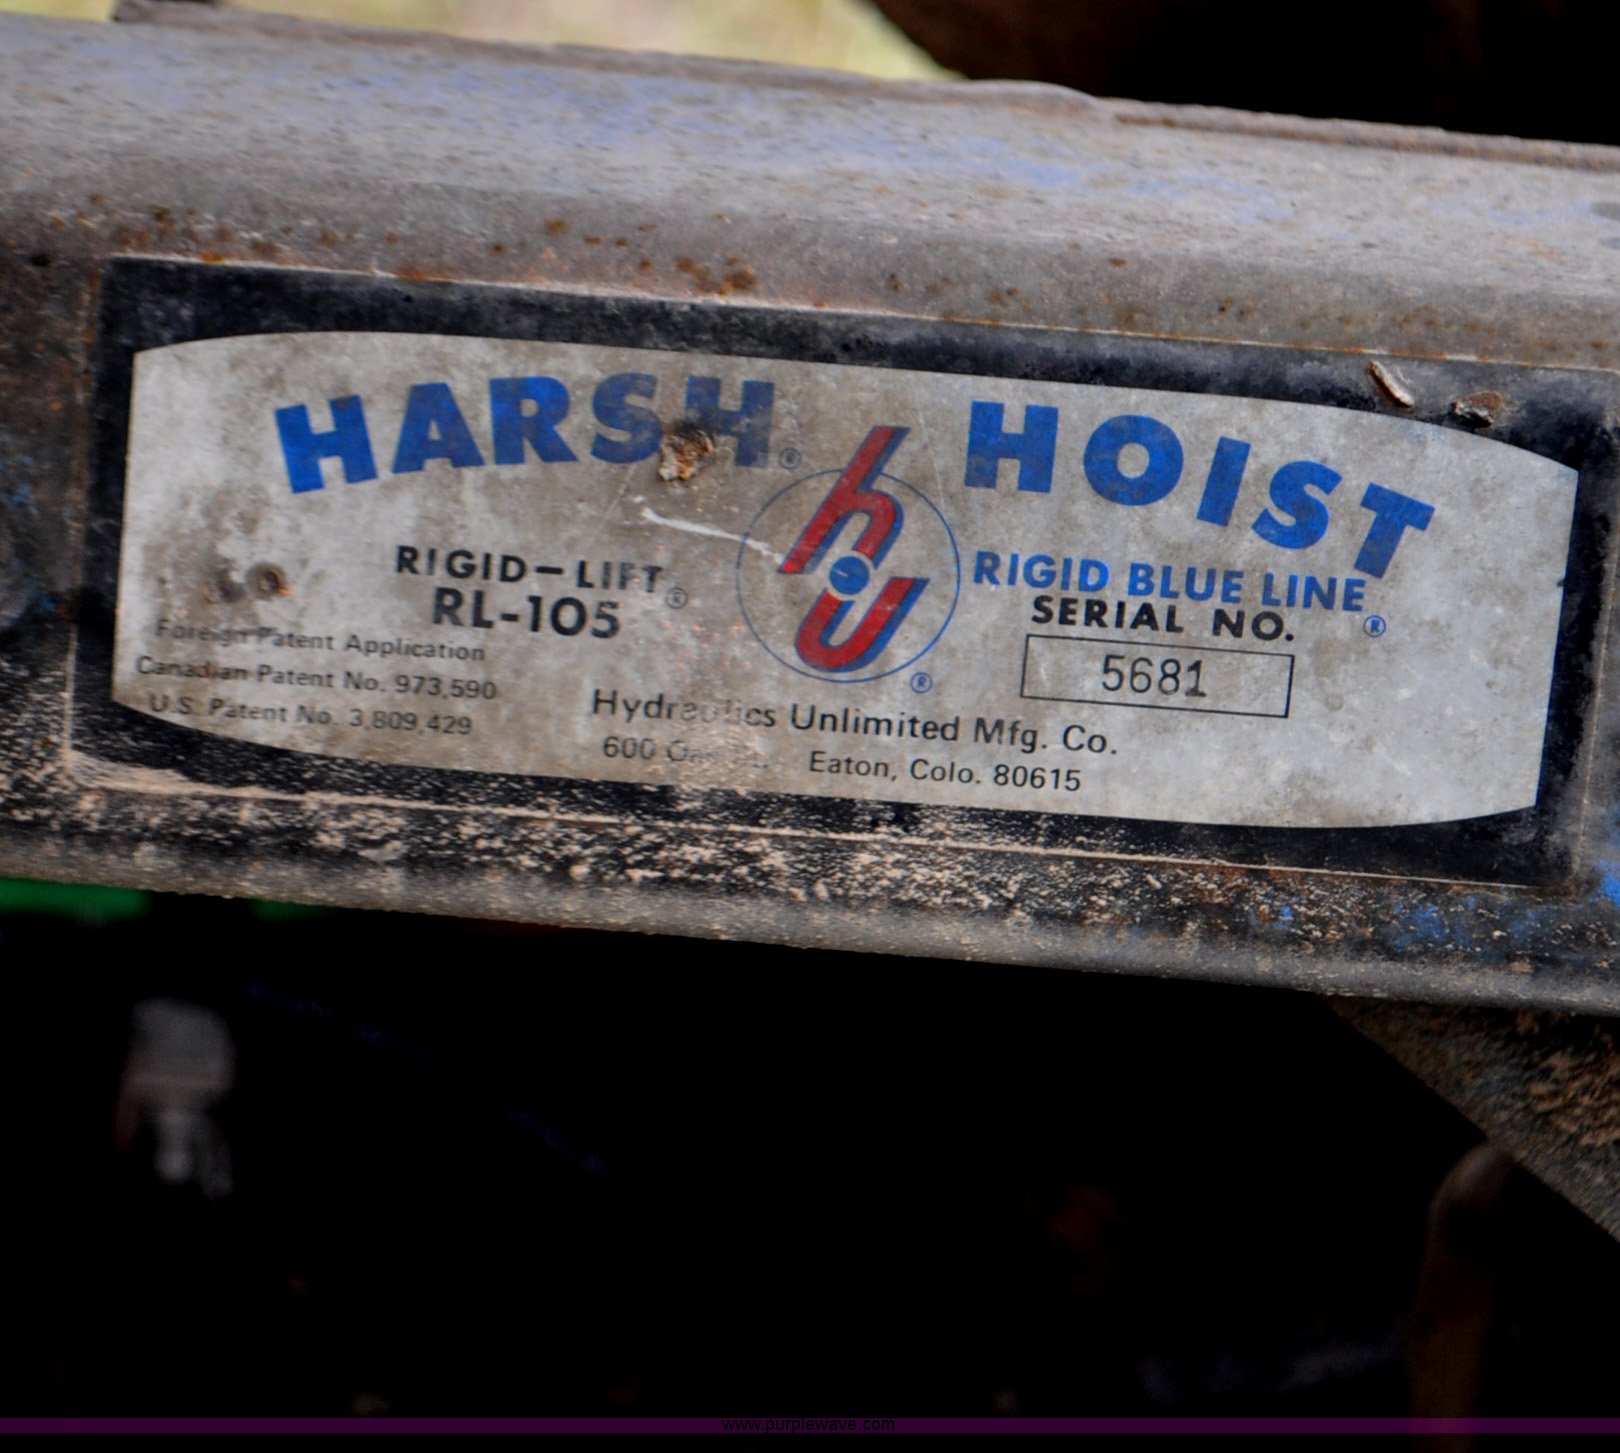 HARSH® HOIST
RIGID-LIFT®
RL-105
Foreign Patent Application
Canadian Patent No. 973,590
U.S. Patent No. 3,809,429
hu®
RIGID BLUE LINE®
SERIAL NO.
5681
Hydraulics Unlimited Mfg. Co.
600 Eaton, Colo. 80615
www.purplewave.com